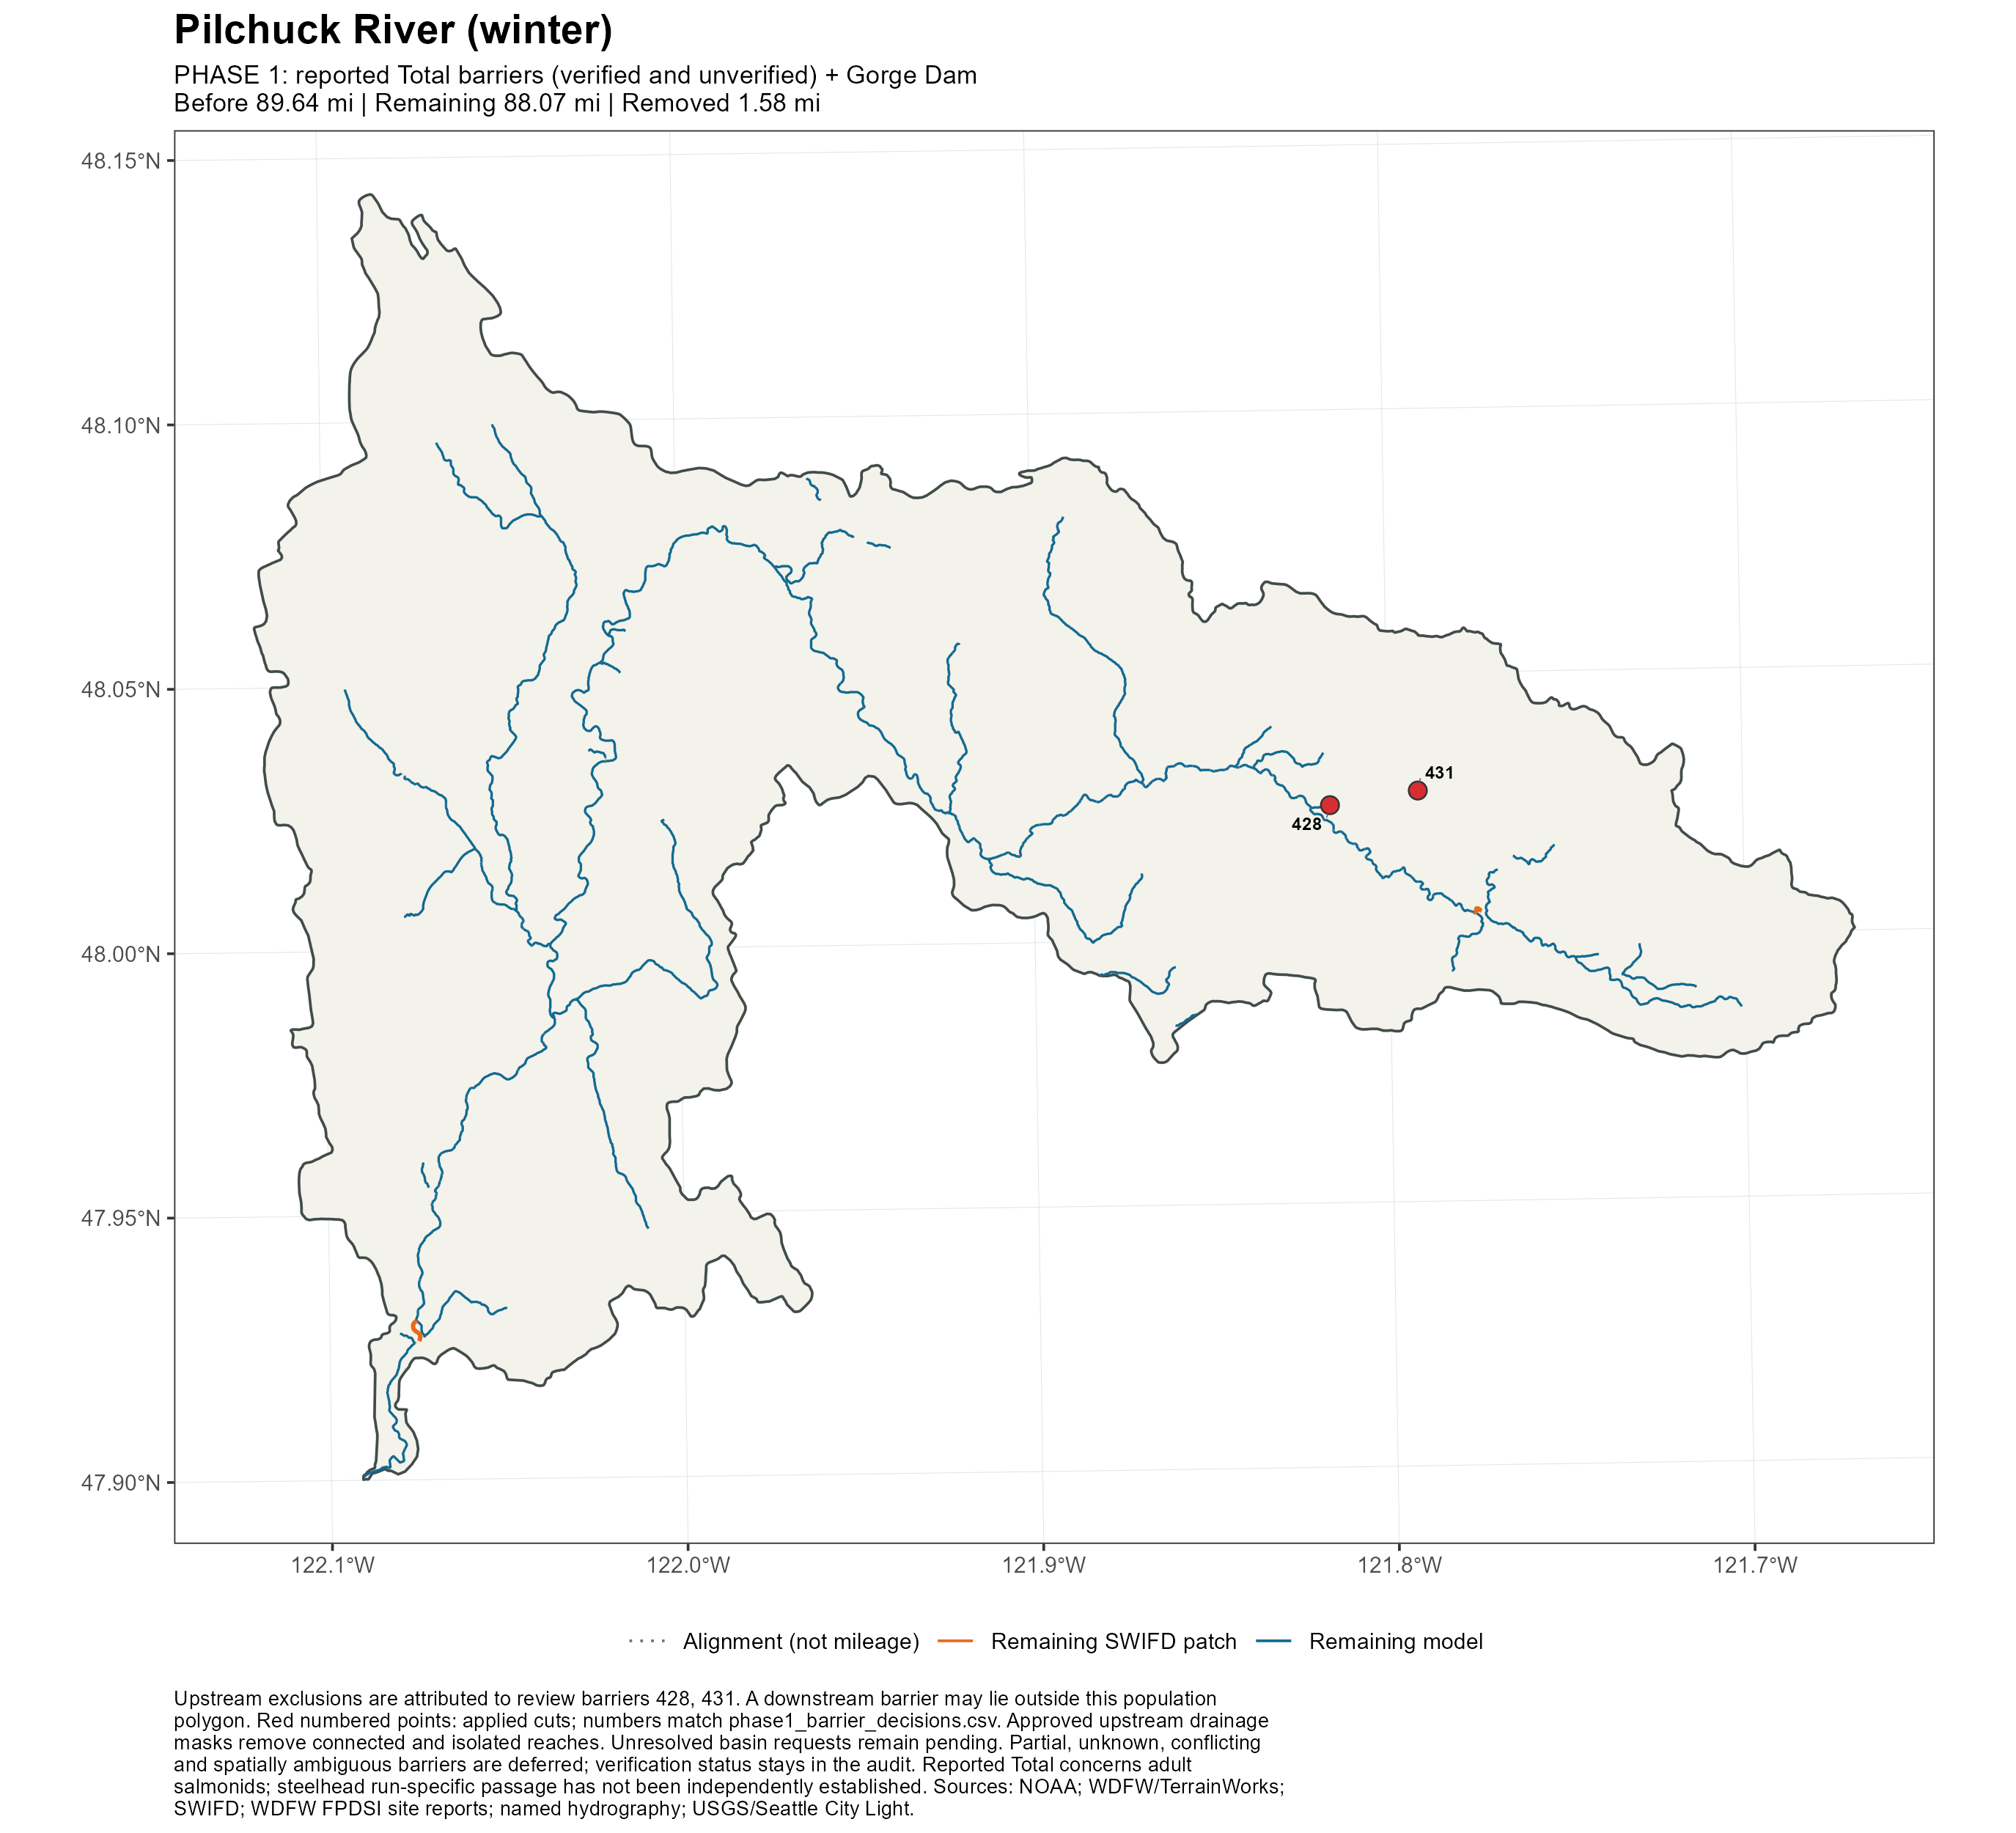 Pilchuck River (winter)
PHASE 1: reported Total barriers (verified and unverified) + Gorge Dam
Before 89.64 mi | Remaining 88.07 mi | Removed 1.58 mi
48.15°N
48.10°N
48.05°N
48.00°N
47.95°N
47.90°N
431
428
122.1°W
122.0°W
121.9°W
121.8°W
121.7°W
Alignment (not mileage)
Remaining SWIFD patch
Remaining model
Upstream exclusions are attributed to review barriers 428, 431. A downstream barrier may lie outside this population
polygon. Red numbered points: applied cuts; numbers match phase1_barrier_decisions.csv. Approved upstream drainage
masks remove connected and isolated reaches. Unresolved basin requests remain pending. Partial, unknown, conflicting
and spatially ambiguous barriers are deferred; verification status stays in the audit. Reported Total concerns adult
salmonids; steelhead run-specific passage has not been independently established. Sources: NOAA; WDFW/TerrainWorks;
SWIFD; WDFW FPDSI site reports; named hydrography; USGS/Seattle City Light.